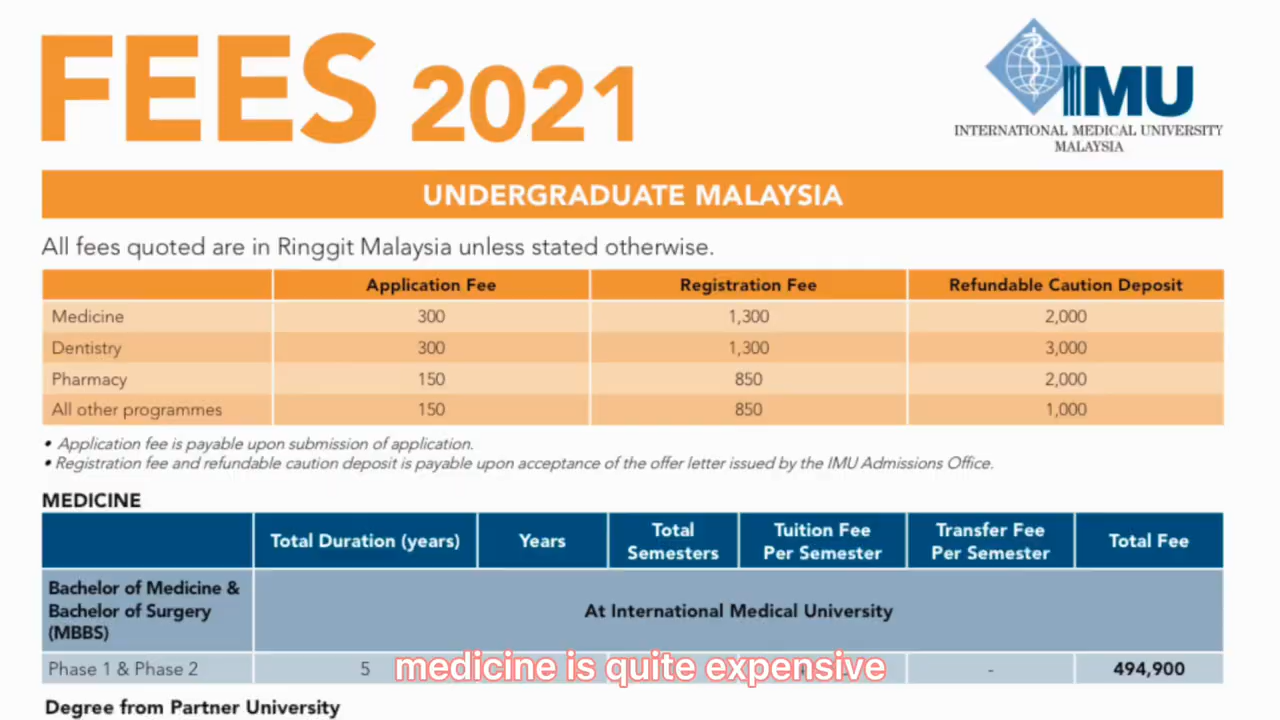 FEES 2021
IMU
INTERNATIONAL MEDICAL UNIVERSITY
MALAYSIA
UNDERGRADUATE MALAYSIA
All fees quoted are in Ringgit Malaysia unless stated otherwise.
Application Fee Registration Fee Refundable Caution Deposit
Medicine 300 1,300 2,000
Dentistry 300 1,300 3,000
Pharmacy 150 850 2,000
All other programmes 150 850 1,000
• Application fee is payable upon submission of application.
• Registration fee and refundable caution deposit is payable upon acceptance of the offer letter issued by the IMU Admissions Office.
MEDICINE
Total Duration (years) Years Total Semesters Tuition Fee Per Semester Transfer Fee Per Semester Total Fee
Bachelor of Medicine & Bachelor of Surgery (MBBS) At International Medical University
Phase 1 & Phase 2 5 - 494,900
medicine is quite expensive
Degree from Partner University